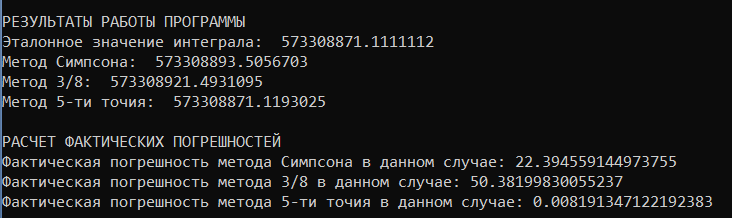 РЕЗУЛЬТАТЫ РАБОТЫ ПРОГРАММЫ
Эталонное значение интеграла:  573308871.1111112
Метод Симпсона:  573308893.5056703
Метод 3/8:  573308921.4931095
Метод 5-ти точия:  573308871.1193025
РАСЧЕТ ФАКТИЧЕСКИХ ПОГРЕШНОСТЕЙ
Фактическая погрешность метода Симпсона в данном случае: 22.394559144973755
Фактическая погрешность метода 3/8 в данном случае: 50.38199830055237
Фактическая погрешность метода 5-ти точия в данном случае: 0.008191347122192383